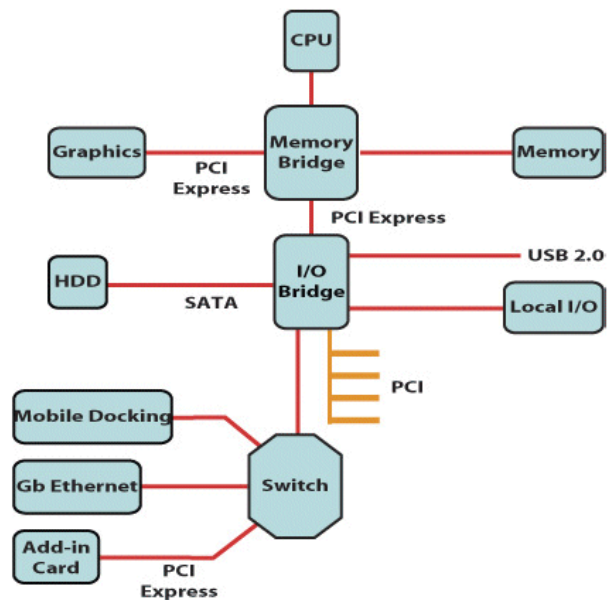 CPU
Graphics
Memory
Bridge
Memory
PCI
Express
PCI Express
HDD
SATA
I/O
Bridge
USB 2.0
Local I/O
PCI
Mobile Docking
Gb Ethernet
Switch
Add-in
Card
PCI
Express